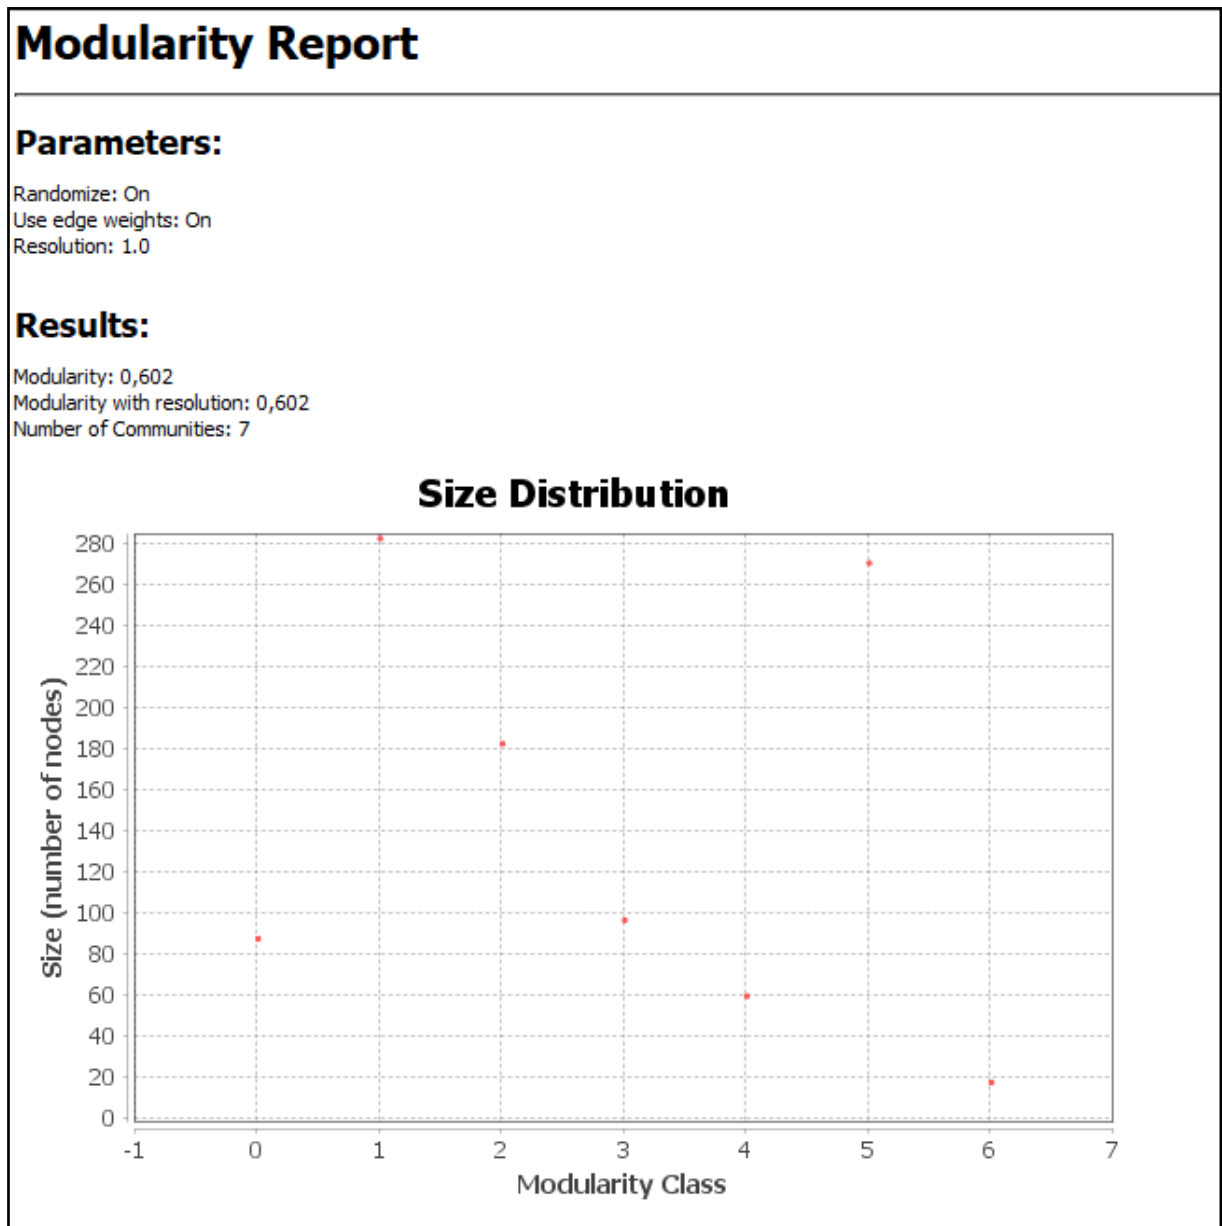 Modularity Report
Parameters:
Randomize: On
Use edge weights: On
Resolution: 1.0
Results:
Modularity: 0,602
Modularity with resolution: 0,602
Number of Communities: 7
Size Distribution
280
260
240
220
200
180
160
140
120
100
80
60
40
20
0
Size (number of nodes)
-1 0 1 2 3 4 5 6 7
Modularity Class